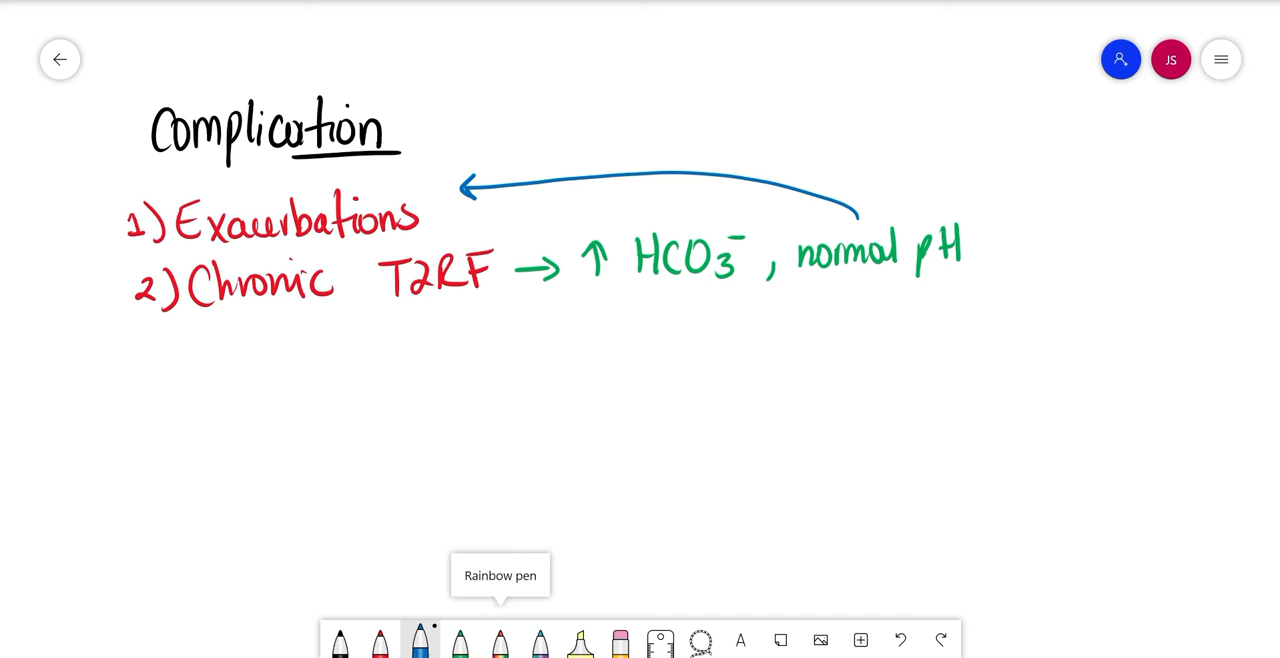 JS
Complication
1) Exacerbations
2) Chronic T2RF → ↑ HCO3⁻, normal pH
Rainbow pen
A